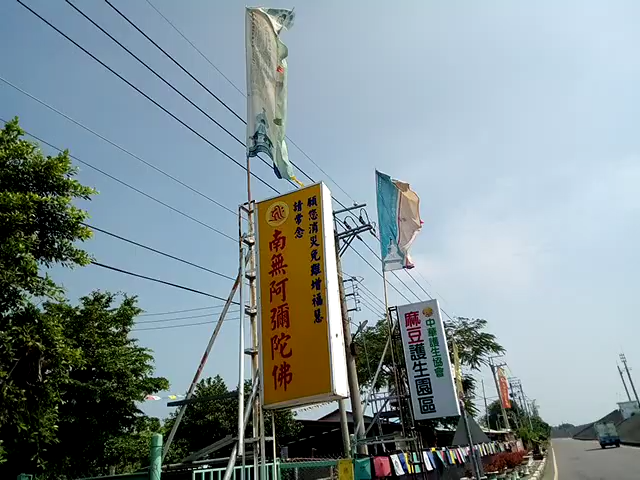 願您消災免難增福慧
請常念
南無阿彌陀佛
中華護生協會
麻豆護生園區